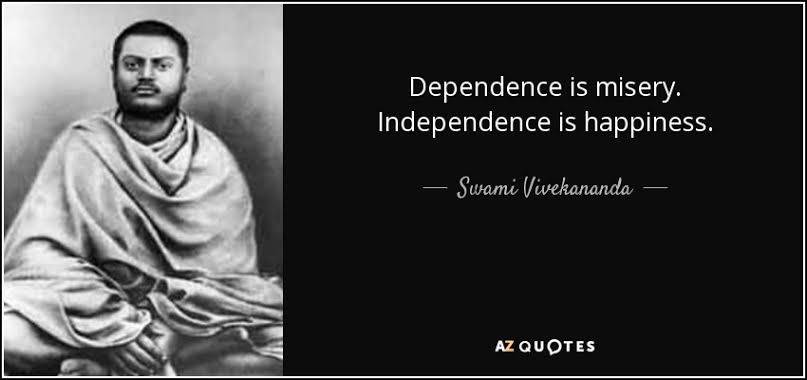 Dependence is misery.
Independence is happiness.
Swami Vivekananda
AZ QUOTES